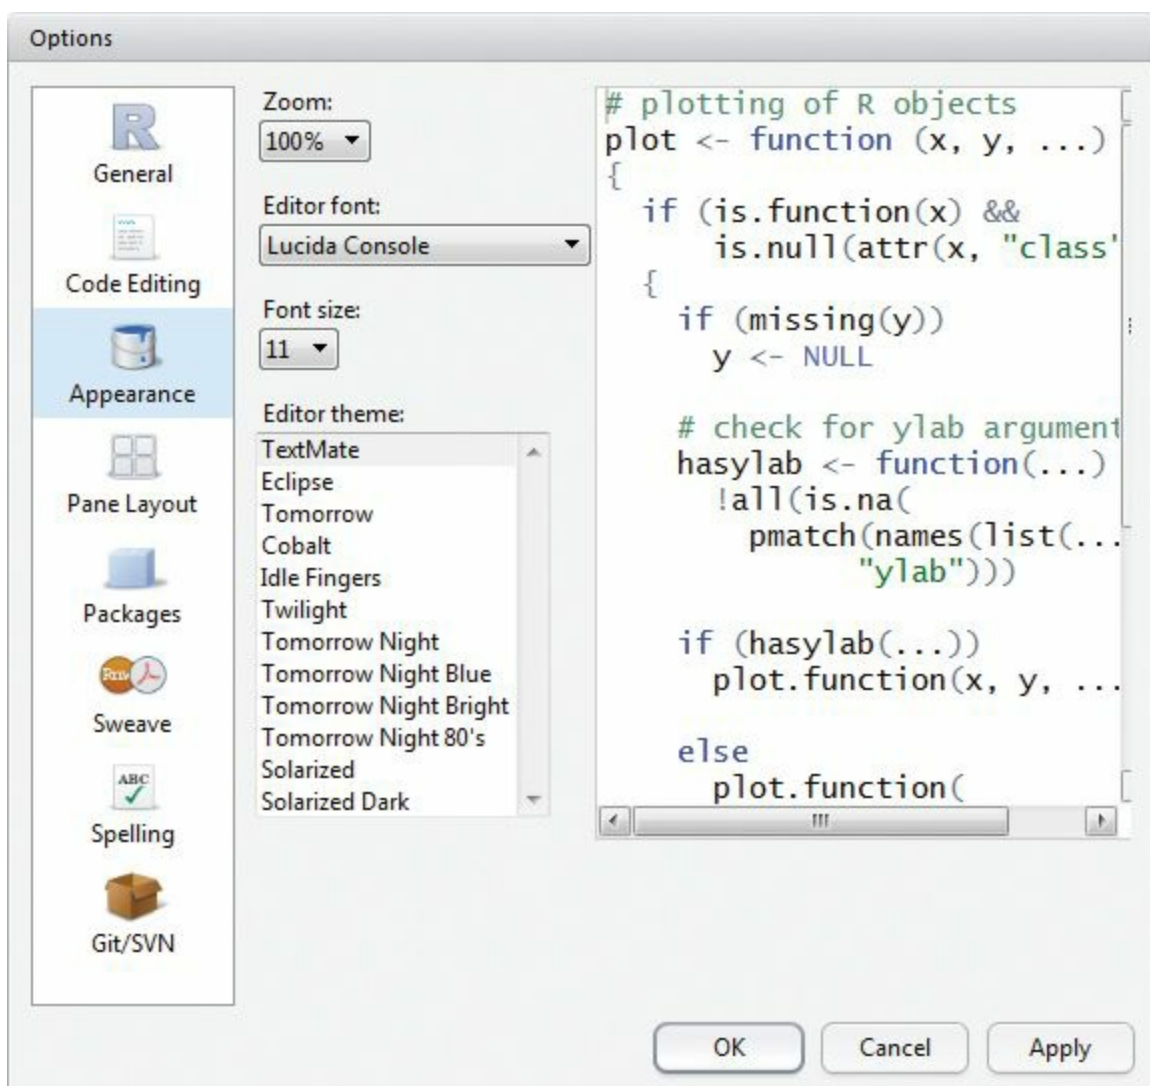 Options
General
Code Editing
Appearance
Pane Layout
Packages
Rnw
Sweave
ABC
Spelling
Git/SVN
Zoom:
100%
Editor font:
Lucida Console
Font size:
11
Editor theme:
TextMate
Eclipse
Tomorrow
Cobalt
Idle Fingers
Twilight
Tomorrow Night
Tomorrow Night Blue
Tomorrow Night Bright
Tomorrow Night 80's
Solarized
Solarized Dark
# plotting of R objects
plot <- function (x, y, ...)
{
  if (is.function(x) &&
      is.null(attr(x, "class"
  {
    if (missing(y))
      y <- NULL

    # check for ylab argument
    hasylab <- function(...)
      !all(is.na(
        pmatch(names(list(...
              "ylab")))

    if (hasylab(...))
      plot.function(x, y, ...

    else
      plot.function(
OK
Cancel
Apply